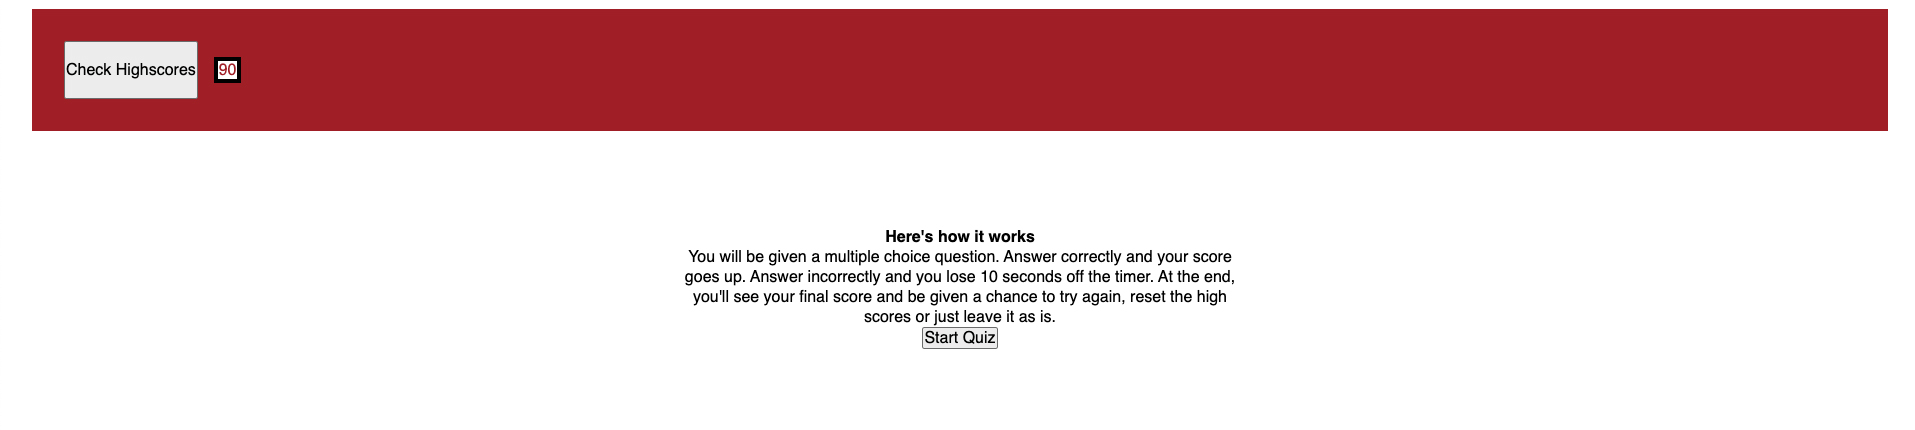 Check Highscores
90
Here's how it works
You will be given a multiple choice question. Answer correctly and your score
goes up. Answer incorrectly and you lose 10 seconds off the timer. At the end,
you'll see your final score and be given a chance to try again, reset the high
scores or just leave it as is.
Start Quiz